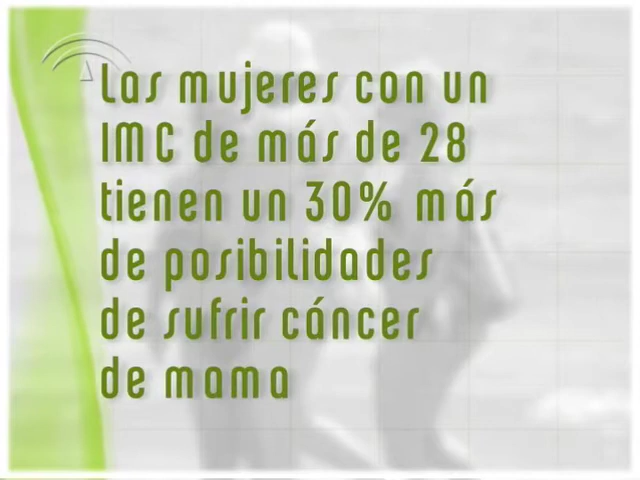 Las mujeres con un
IMC de más de 28
tienen un 30% más
de posibilidades
de sufrir cáncer
de mama